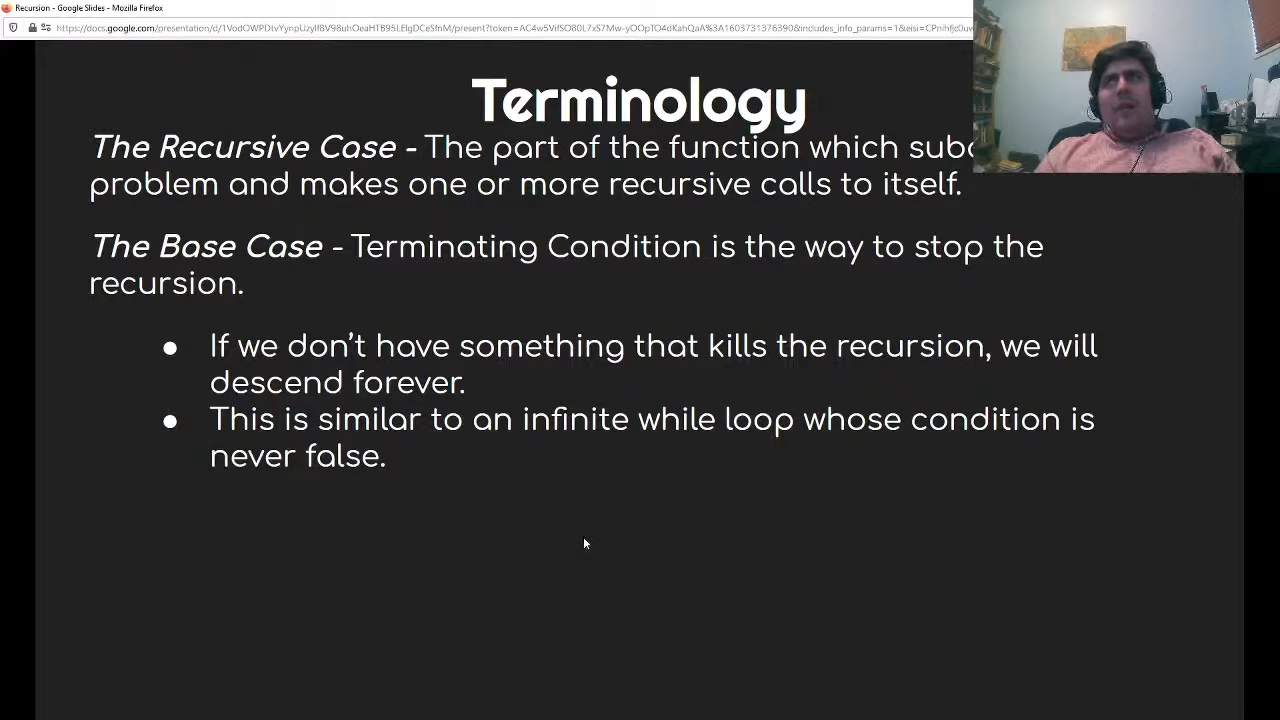 Recursion - Google Slides - Mozilla Firefox
Terminology
The Recursive Case - The part of the function which
problem and makes one or more recursive calls to itself.
The Base Case - Terminating Condition is the way to stop the
recursion.
● If we don't have something that kills the recursion, we will
descend forever.
● This is similar to an infinite while loop whose condition is
never false.